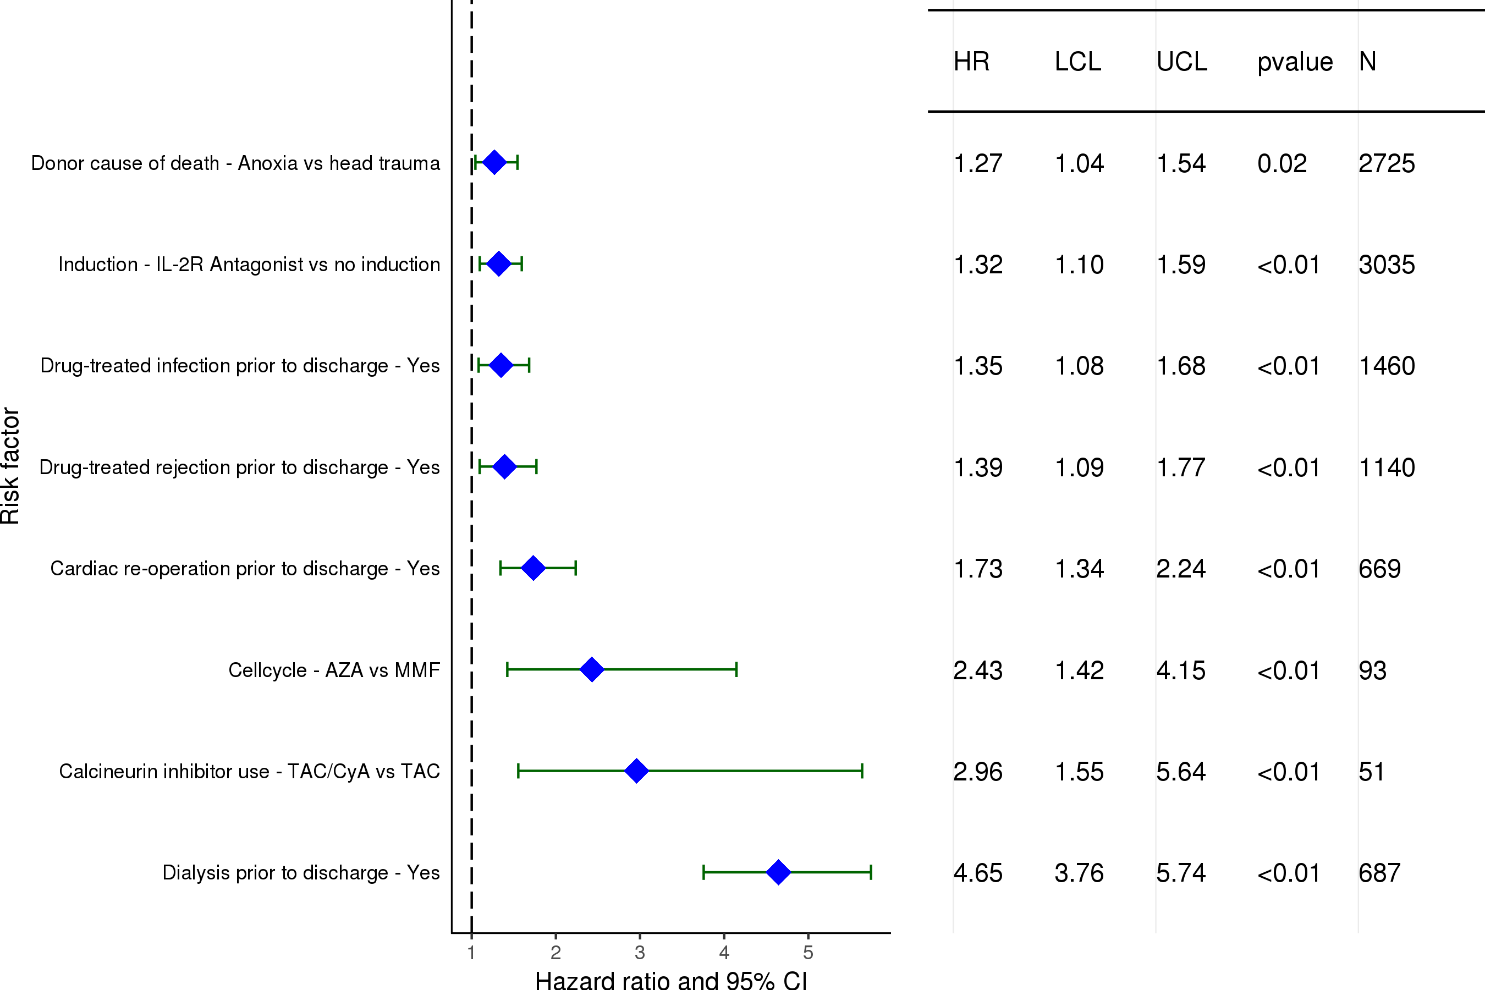 HR LCL UCL pvalue N
Donor cause of death - Anoxia vs head trauma 1.27 1.04 1.54 0.02 2725
Induction - IL-2R Antagonist vs no induction 1.32 1.10 1.59 <0.01 3035
Drug-treated infection prior to discharge - Yes 1.35 1.08 1.68 <0.01 1460
Drug-treated rejection prior to discharge - Yes 1.39 1.09 1.77 <0.01 1140
Cardiac re-operation prior to discharge - Yes 1.73 1.34 2.24 <0.01 669
Cellcycle - AZA vs MMF 2.43 1.42 4.15 <0.01 93
Calcineurin inhibitor use - TAC/CyA vs TAC 2.96 1.55 5.64 <0.01 51
Dialysis prior to discharge - Yes 4.65 3.76 5.74 <0.01 687
Risk factor
1 2 3 4 5
Hazard ratio and 95% CI